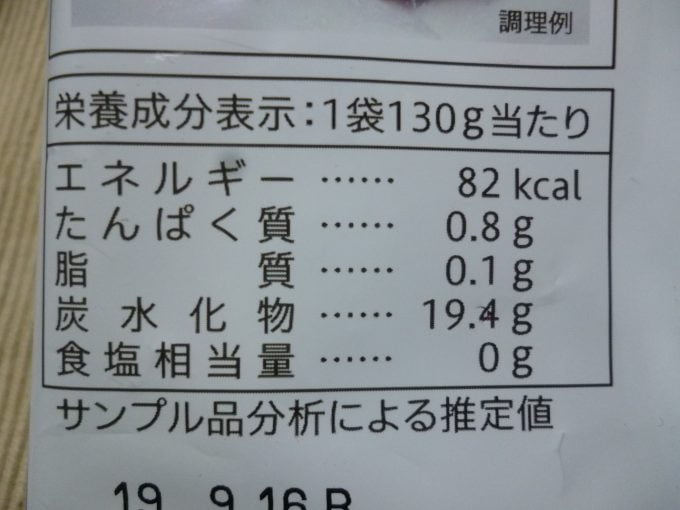 調理例
栄養成分表示：1袋130g当たり
エネルギー …… 82 kcal
たんぱく質 …… 0.8 g
脂質 …… 0.1 g
炭水化物 …… 19.4 g
食塩相当量 …… 0 g
サンプル品分析による推定値
19. 9.16 R